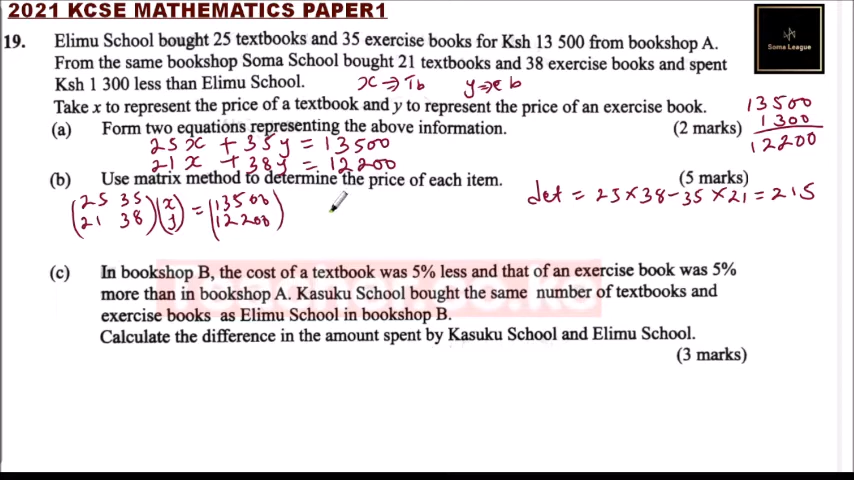 2021 KCSE MATHEMATICS PAPER1
Soma League
19. Elimu School bought 25 textbooks and 35 exercise books for Ksh 13 500 from bookshop A.
From the same bookshop Soma School bought 21 textbooks and 38 exercise books and spent
Ksh 1 300 less than Elimu School.
x → Tb y → e b
Take x to represent the price of a textbook and y to represent the price of an exercise book.
13500
1300
12200
(a) Form two equations representing the above information. (2 marks)
25x + 35y = 13500
21x + 38y = 12200
(b) Use matrix method to determine the price of each item. (5 marks)
(25 35) (x) = (13500)
(21 38) (y) (12200)
det = 25 × 38 - 35 × 21 = 215
(c) In bookshop B, the cost of a textbook was 5% less and that of an exercise book was 5%
more than in bookshop A. Kasuku School bought the same number of textbooks and
exercise books as Elimu School in bookshop B.
Calculate the difference in the amount spent by Kasuku School and Elimu School.
(3 marks)